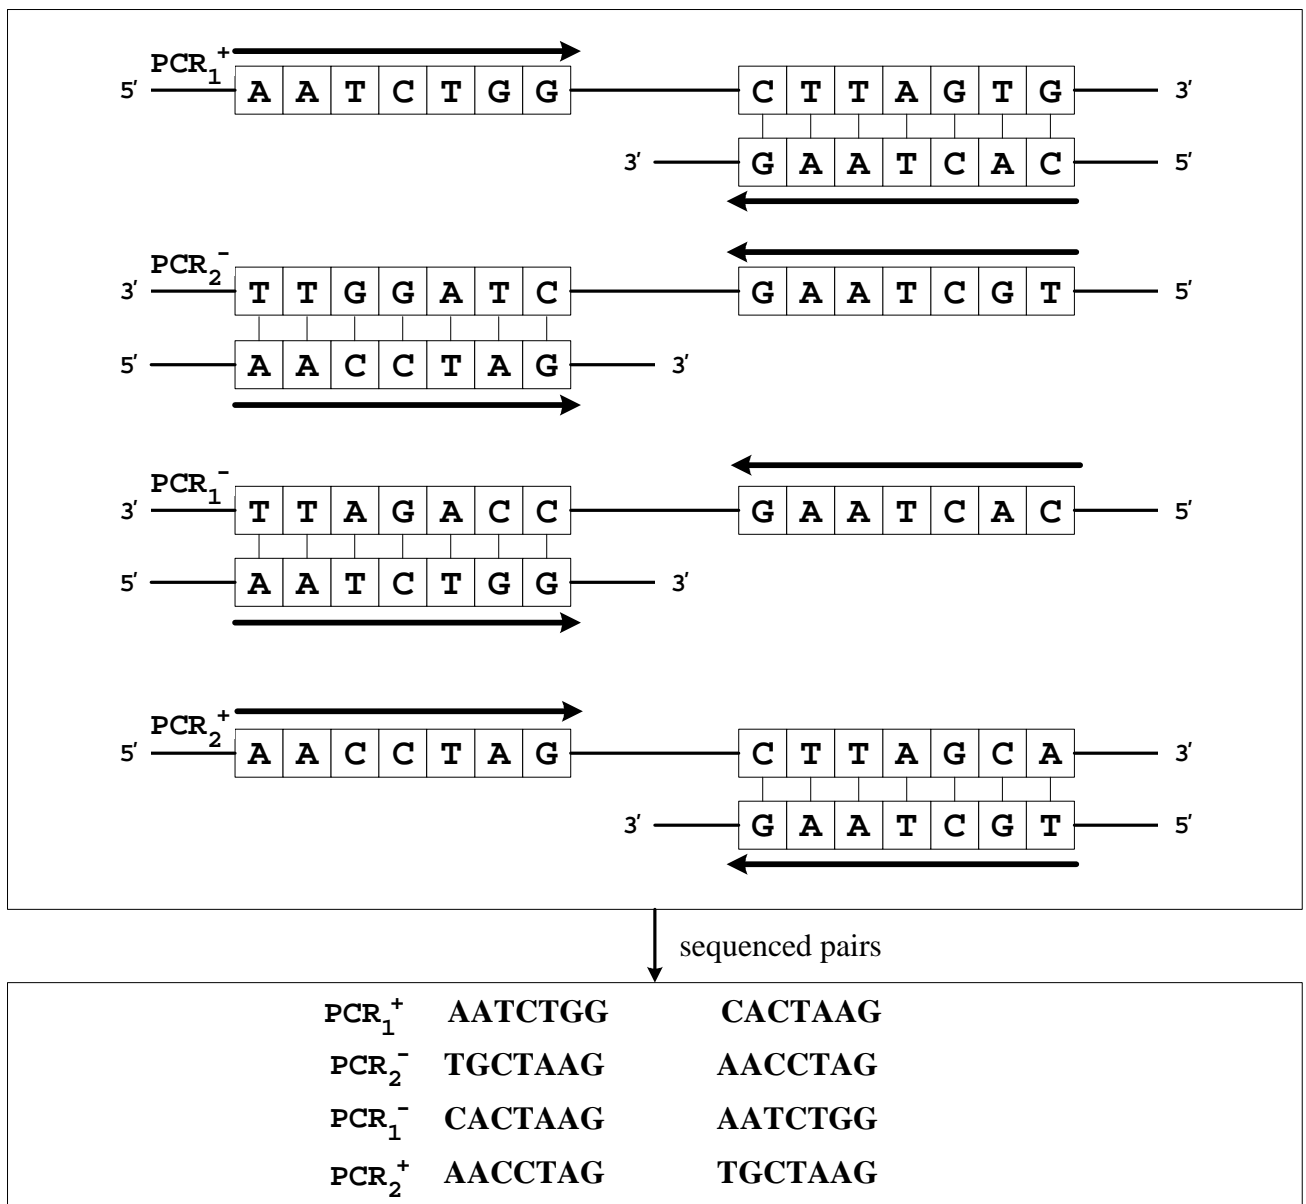 PCR₁⁺
5′ A A T C T G G C T T A G T G 3′
3′ G A A T C A C 5′
PCR₂⁻
3′ T T G G A T C G A A T C G T 5′
5′ A A C C T A G 3′
PCR₁⁻
3′ T T A G A C C G A A T C A C 5′
5′ A A T C T G G 3′
PCR₂⁺
5′ A A C C T A G C T T A G C A 3′
3′ G A A T C G T 5′
sequenced pairs
PCR₁⁺ AATCTGG CACTAAG
PCR₂⁻ TGCTAAG AACCTAG
PCR₁⁻ CACTAAG AATCTGG
PCR₂⁺ AACCTAG TGCTAAG